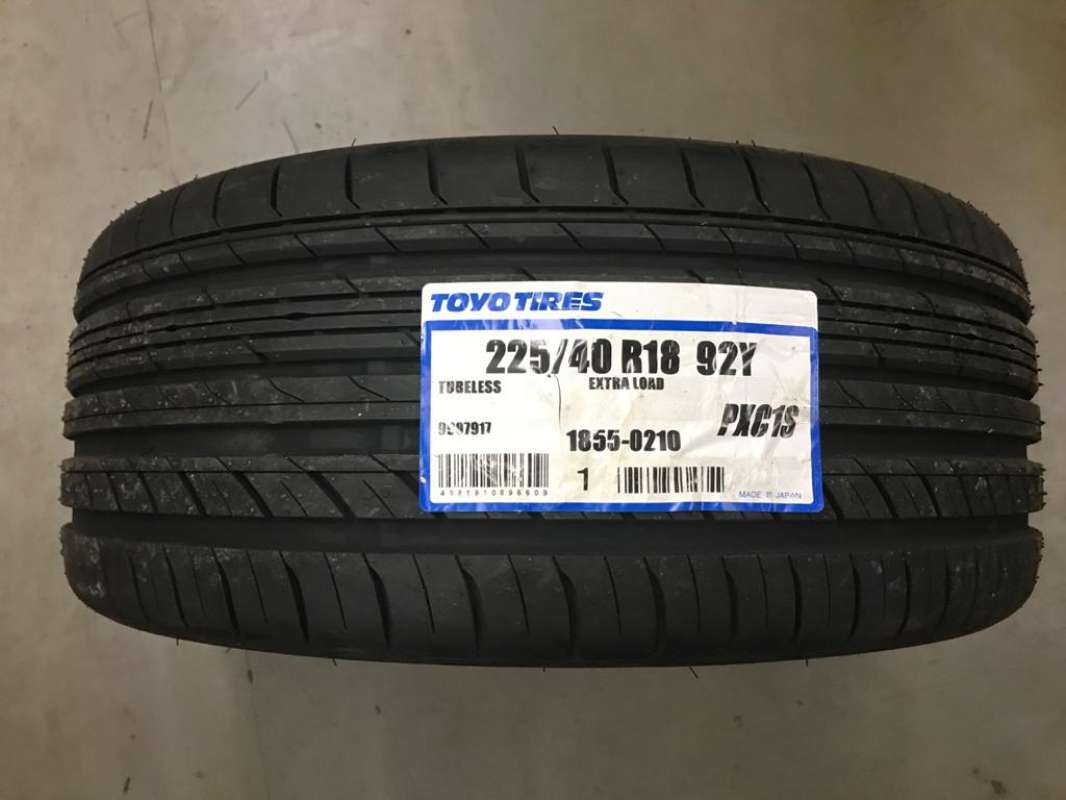 TOYO TIRES
225/40 R18 92Y
TUBELESS EXTRA LOAD
PXC1S
1855-0210
1
MADE IN JAPAN